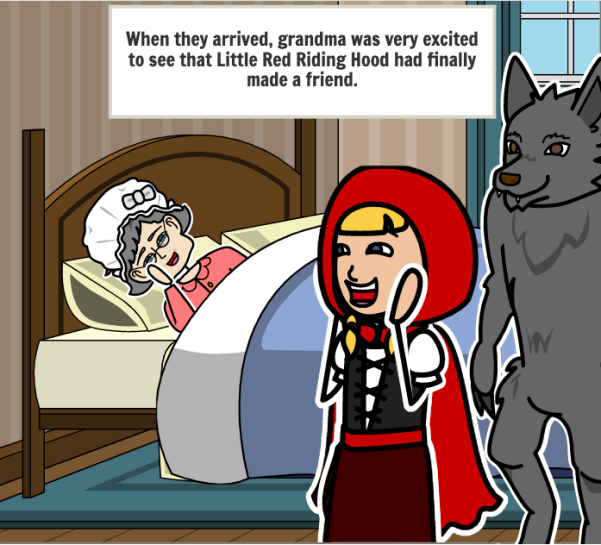 When they arrived, grandma was very excited
to see that Little Red Riding Hood had finally
made a friend.